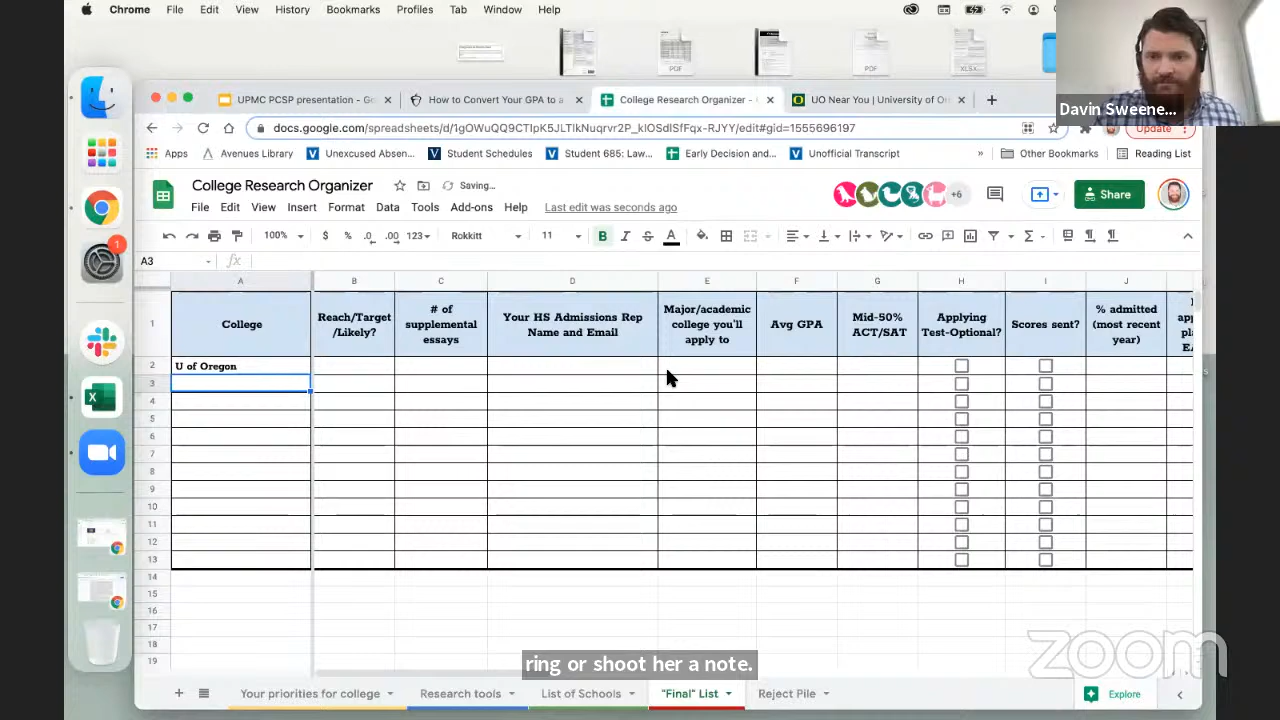 Chrome File Edit View History Bookmarks Profiles Tab Window Help
PDF
PDF
XLSX
Davin Sweene...
UPMC PCSP presentation - Go
How to Convert Your GPA to a
College Research Organizer -
UO Near You | University of Or
docs.google.com/spreadsheets/d/1gOWuQQ9CTIpK5JLTlkNuqrvr2P_klOSdlSfFqx-RJYY/edit#gid=1555696197
Update
Apps Avenues Library Unexcused Absen... Student Schedules Student 685: Law... Early Decision and... Unofficial Transcript » Other Bookmarks Reading List
College Research Organizer Saving...
+6
Share
File Edit View Insert Format Data Tools Add-ons Help Last edit was seconds ago
100% $ % .0 .00 123 Rokkitt 11 B I S A
A3 fx
A B C D E F G H I J
1
College
Reach/Target
/Likely?
# of
supplemental
essays
Your HS Admissions Rep
Name and Email
Major/academic
college you'll
apply to
Avg GPA
Mid-50%
ACT/SAT
Applying
Test-Optional?
Scores sent?
% admitted
(most recent
year)
2 U of Oregon
3
4
5
6
7
8
9
10
11
12
13
14
15
16
17
18
19
ring or shoot her a note.
zoom
Your priorities for college Research tools List of Schools "Final" List Reject Pile Explore
1